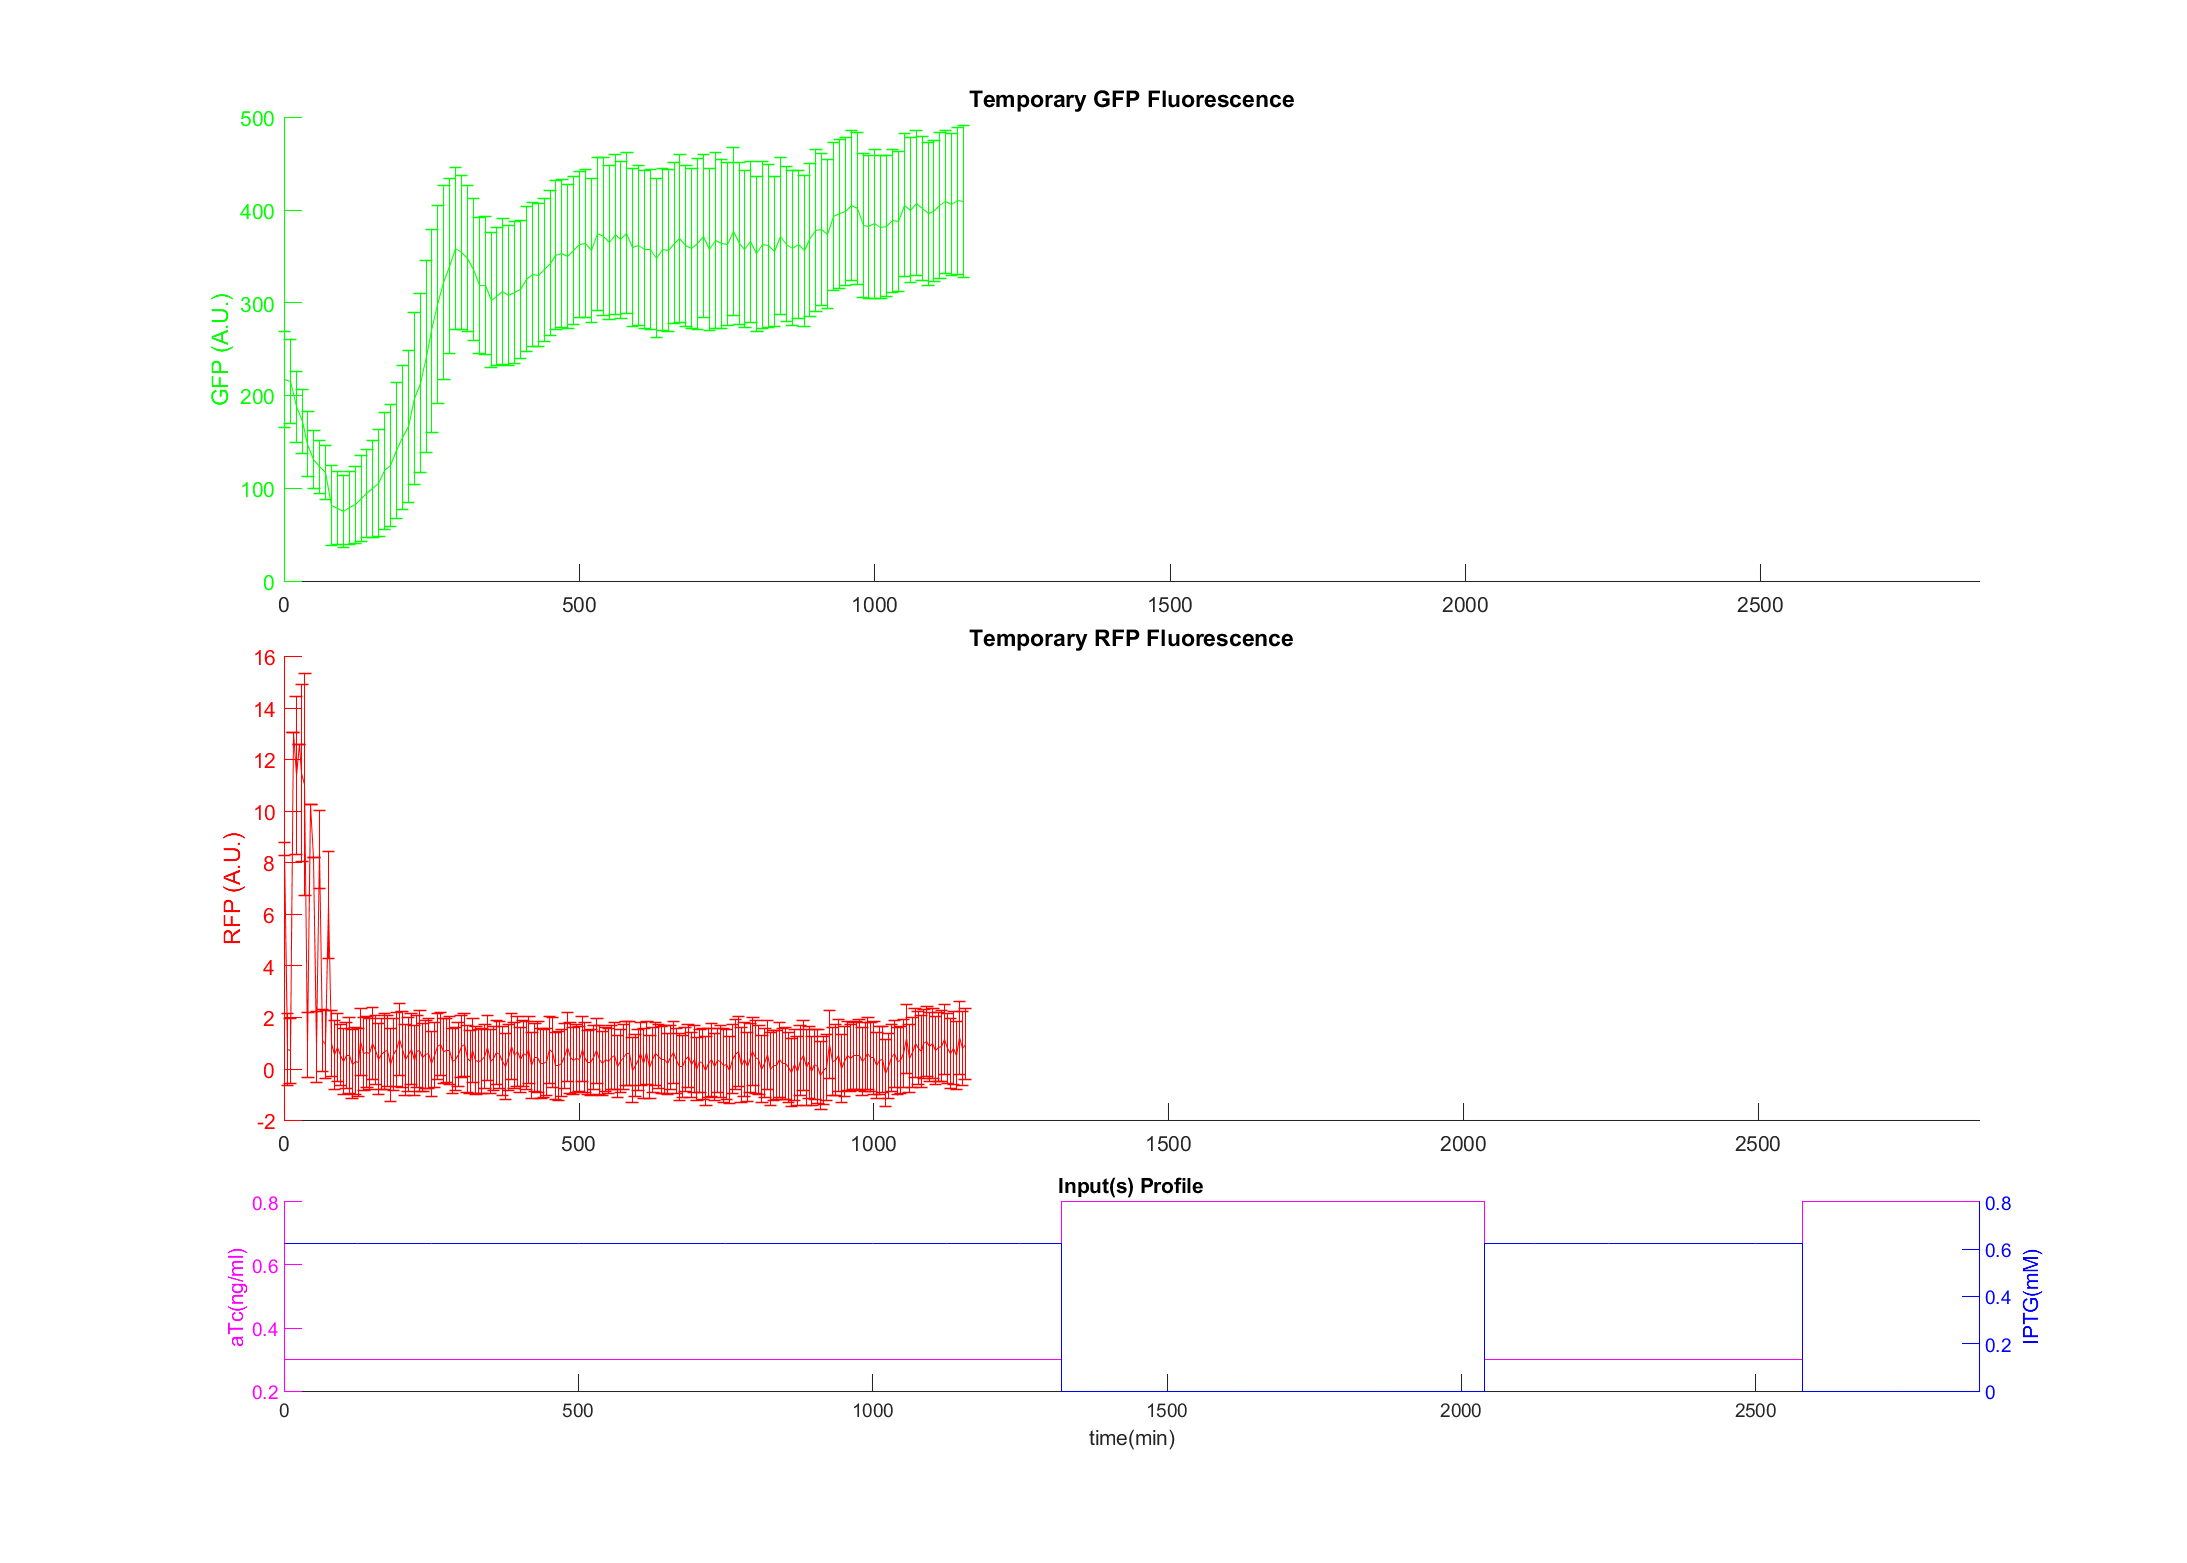 Temporary GFP Fluorescence
500
400
300
200
100
0
GFP (A.U.)
0 500 1000 1500 2000 2500
Temporary RFP Fluorescence
16
14
12
10
8
6
4
2
0
-2
RFP (A.U.)
0 500 1000 1500 2000 2500
Input(s) Profile
0.8
0.6
0.4
0.2
aTc(ng/ml)
0.8
0.6
0.4
0.2
0
IPTG(mM)
0 500 1000 1500 2000 2500
time(min)